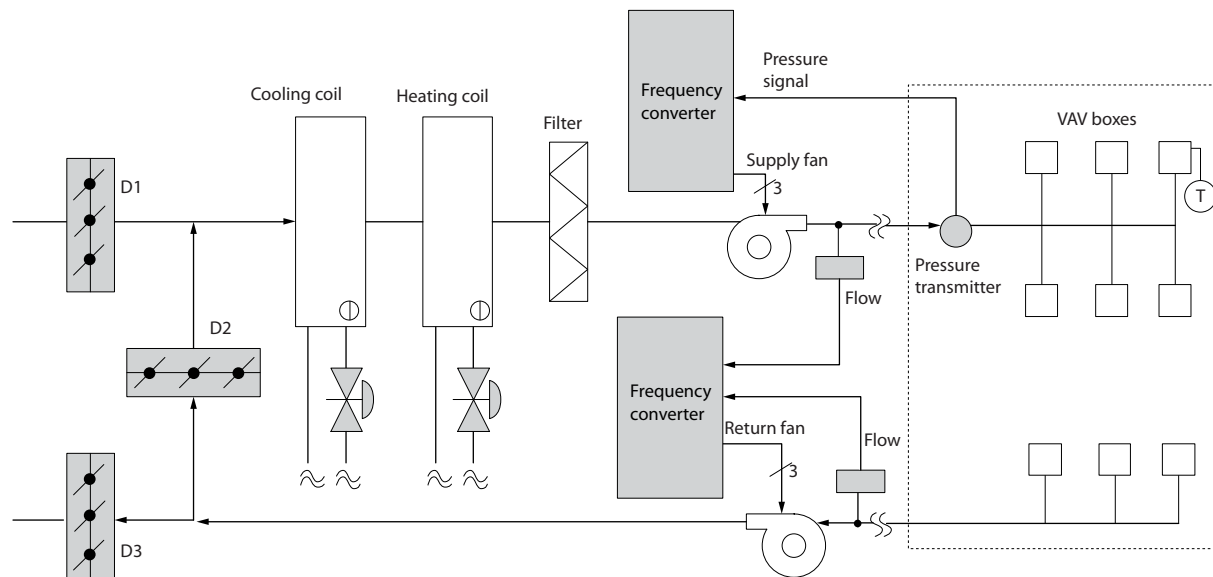 Pressure
signal
Cooling coil
Heating coil
Frequency
converter
Filter
VAV boxes
Supply fan
3
D1
T
Pressure
transmitter
Flow
D2
Frequency
converter
Return fan
Flow
3
D3